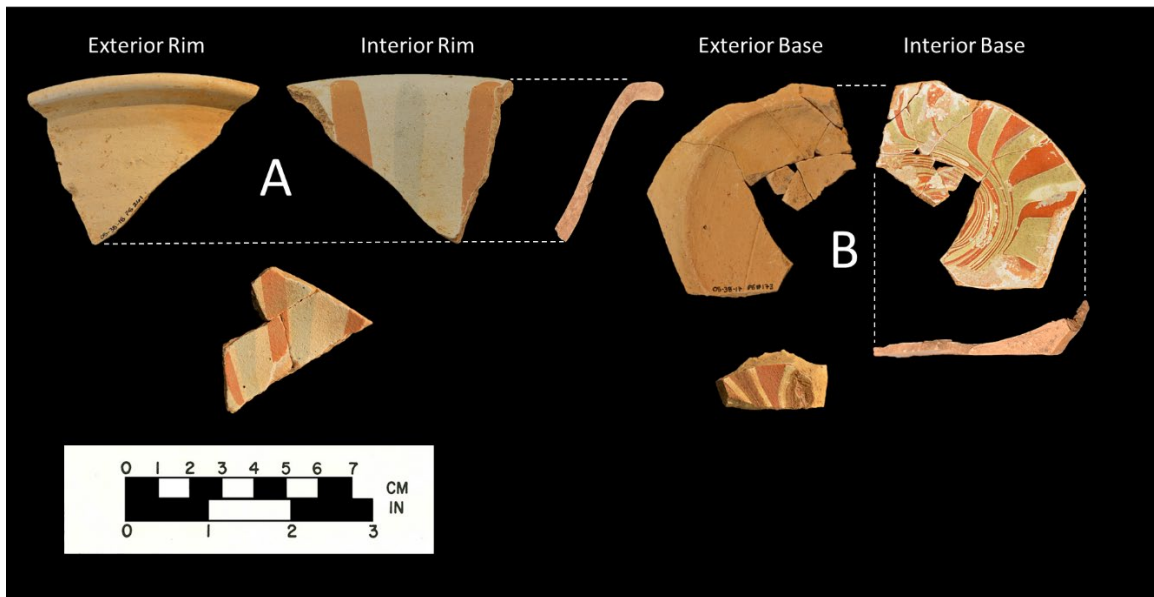 Exterior Rim
Interior Rim
Exterior Base
Interior Base
A
B
0 1 2 3 4 5 6 7
CM
IN
0 1 2 3